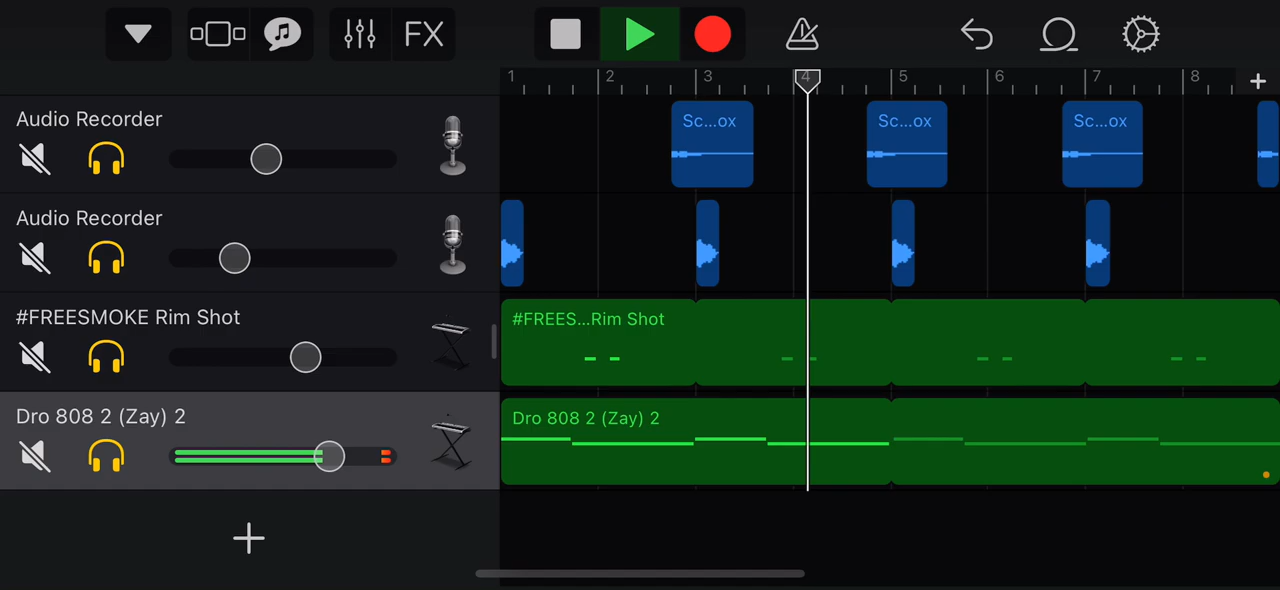 FX
1 2 3 4 5 6 7 8
Audio Recorder
Sc...ox Sc...ox Sc...ox
Audio Recorder
#FREESMOKE Rim Shot
#FREES...Rim Shot
Dro 808 2 (Zay) 2
Dro 808 2 (Zay) 2